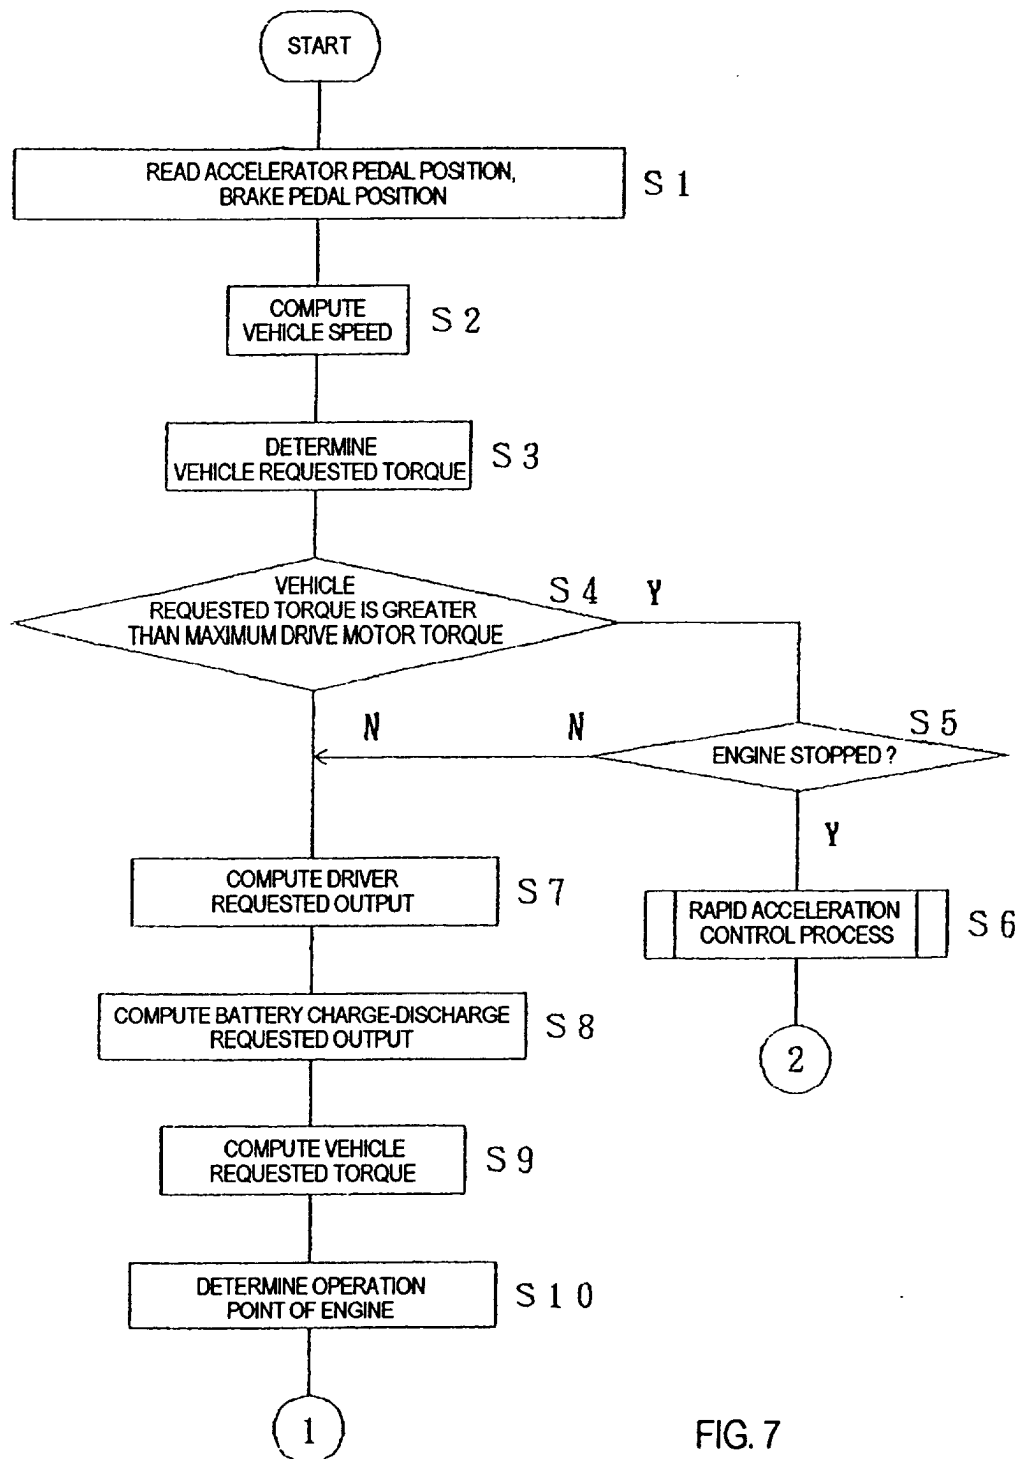 START
READ ACCELERATOR PEDAL POSITION,
BRAKE PEDAL POSITION
S 1
COMPUTE
VEHICLE SPEED
S 2
DETERMINE
VEHICLE REQUESTED TORQUE
S 3
VEHICLE
REQUESTED TORQUE IS GREATER
THAN MAXIMUM DRIVE MOTOR TORQUE
S 4
Y
N
N
S 5
ENGINE STOPPED ?
Y
COMPUTE DRIVER
REQUESTED OUTPUT
S 7
RAPID ACCELERATION
CONTROL PROCESS
S 6
COMPUTE BATTERY CHARGE-DISCHARGE
REQUESTED OUTPUT
S 8
2
COMPUTE VEHICLE
REQUESTED TORQUE
S 9
DETERMINE OPERATION
POINT OF ENGINE
S 1 0
1
FIG. 7